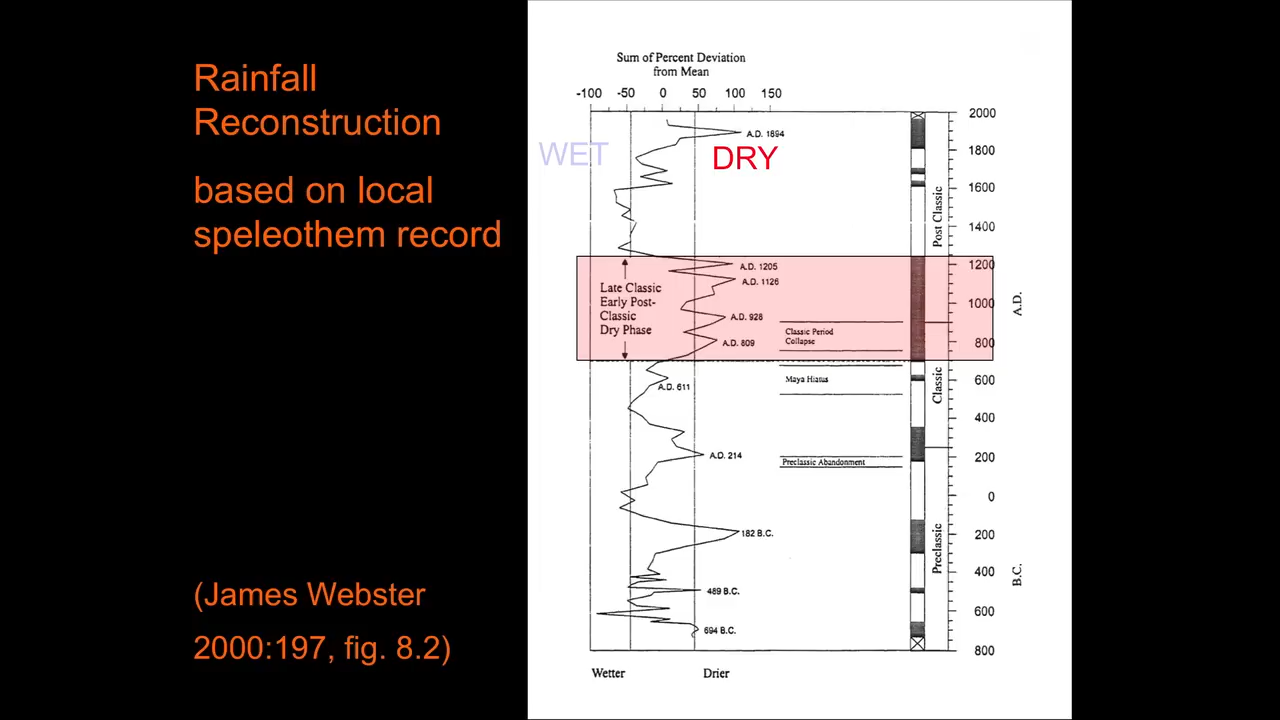 Rainfall
Reconstruction
based on local
speleothem record
(James Webster
2000:197, fig. 8.2)
Sum of Percent Deviation
from Mean
-100 -50 0 50 100 150
WET
DRY
A.D. 1894
A.D. 1205
A.D. 1126
A.D. 928
A.D. 809
A.D. 611
A.D. 214
182 B.C.
489 B.C.
694 B.C.
Late Classic
Early Post-
Classic
Dry Phase
Classic Period
Collapse
Maya Hiatus
Preclassic Abandonment
Post Classic
Classic
Preclassic
2000
1800
1600
1400
1200
1000
800
600
400
200
0
200
400
600
800
A.D.
B.C.
Wetter Drier